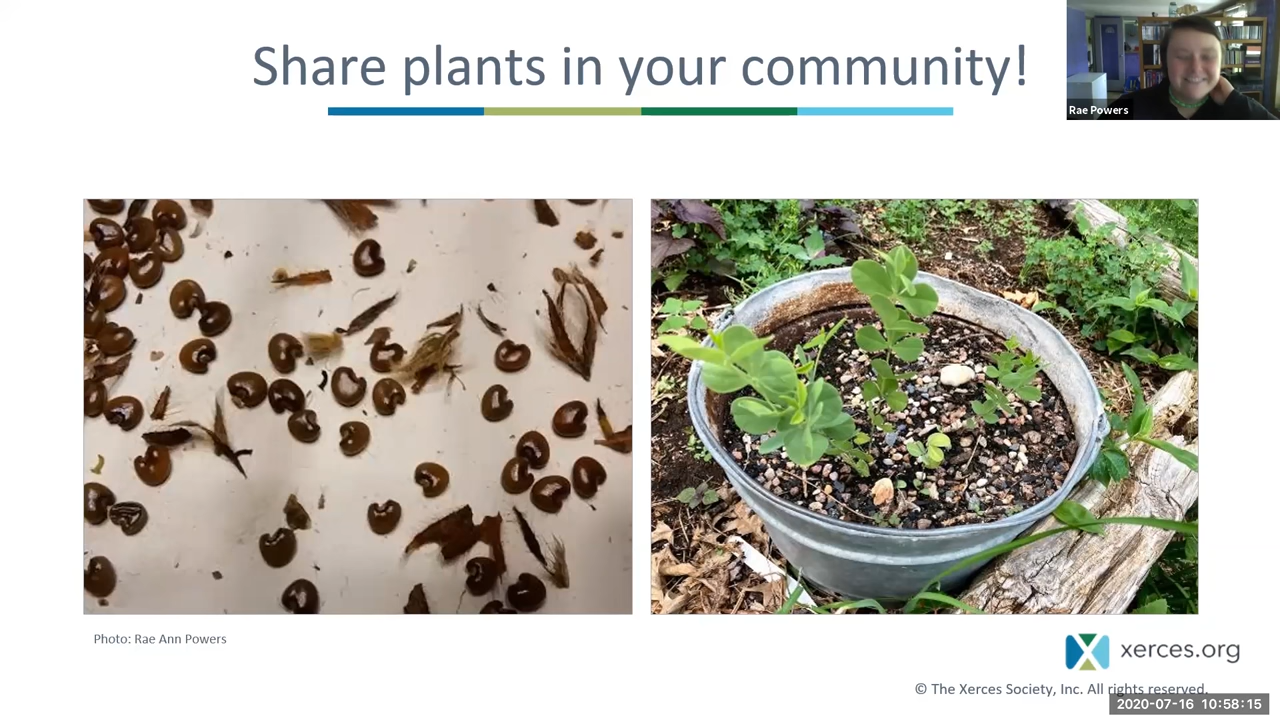 Share plants in your community!
Rae Powers
Photo: Rae Ann Powers
xerces.org
© The Xerces Society, Inc. All rights reserved.
2020-07-16 10:58:15